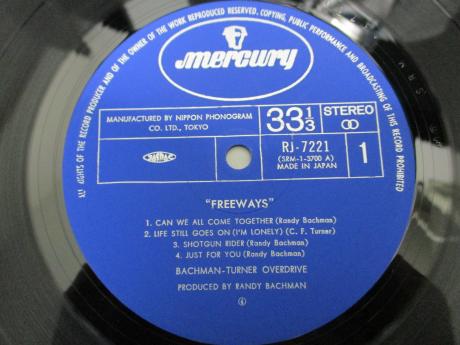 ALL RIGHTS OF THE RECORD PRODUCER AND OF THE OWNER OF THE WORK REPRODUCED RESERVED. COPYING, PUBLIC PERFORMANCE AND BROADCASTING OF THIS RECORD PROHIBITED
mercury
MANUFACTURED BY NIPPON PHONOGRAM
CO. LTD., TOKYO
33 1/3
STEREO
RJ-7221
(SRM-1-3700 A)
MADE IN JAPAN
1
"FREEWAYS"
1. CAN WE ALL COME TOGETHER (Randy Bachman)
2. LIFE STILL GOES ON (I'M LONELY) (C. F. Turner)
3. SHOTGUN RIDER (Randy Bachman)
4. JUST FOR YOU (Randy Bachman)
BACHMAN-TURNER OVERDRIVE
PRODUCED BY RANDY BACHMAN